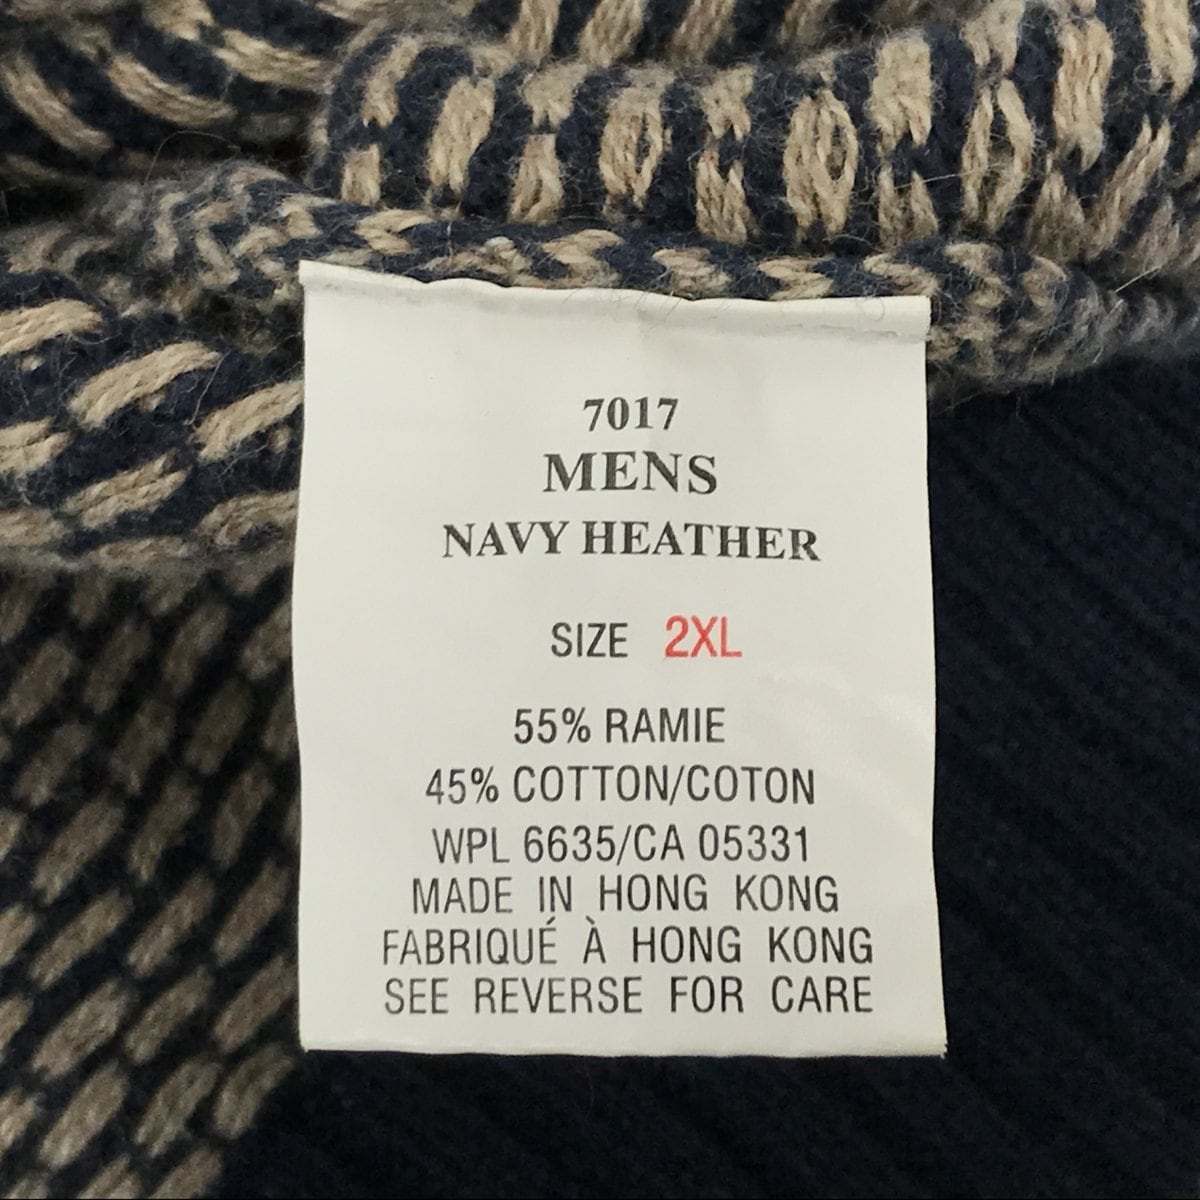 7017
MENS
NAVY HEATHER
SIZE 2XL
55% RAMIE
45% COTTON/COTON
WPL 6635/CA 05331
MADE IN HONG KONG
FABRIQUÉ À HONG KONG
SEE REVERSE FOR CARE